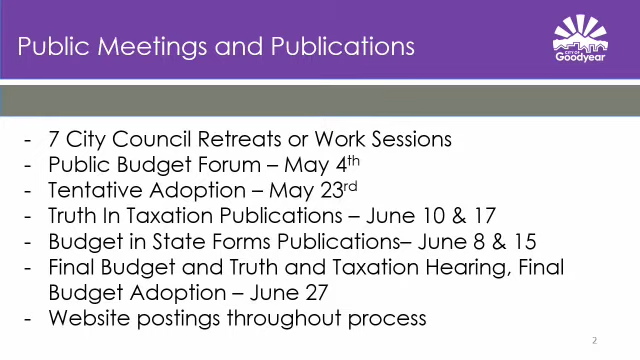 Public Meetings and Publications
CITY OF
Goodyear
- 7 City Council Retreats or Work Sessions
- Public Budget Forum – May 4th
- Tentative Adoption – May 23rd
- Truth In Taxation Publications – June 10 & 17
- Budget in State Forms Publications– June 8 & 15
- Final Budget and Truth and Taxation Hearing, Final
Budget Adoption – June 27
- Website postings throughout process
2